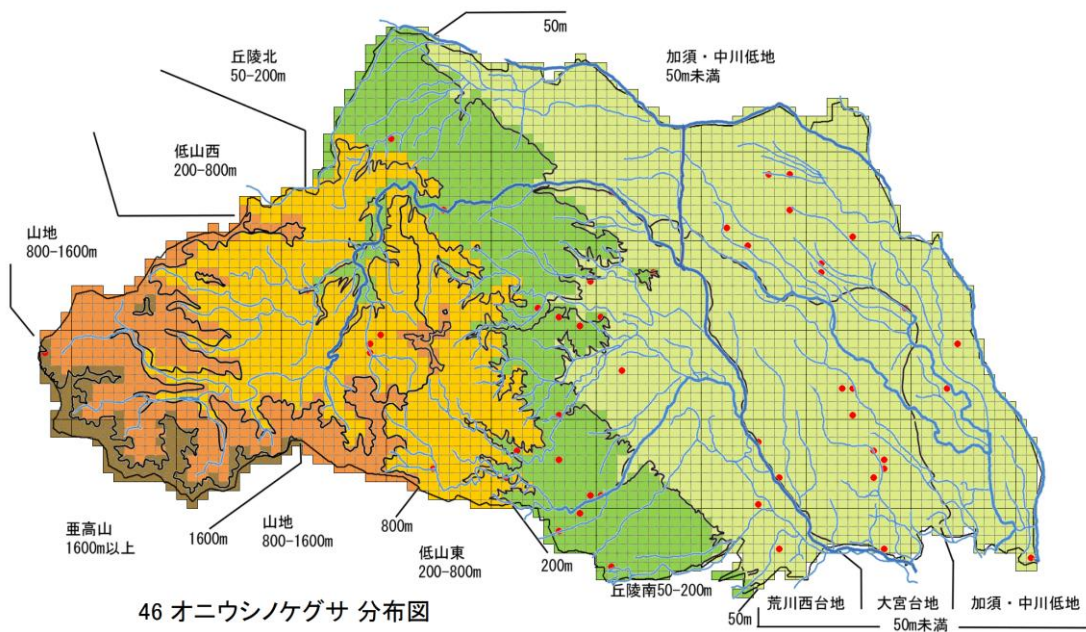 50m
丘陵北
50-200m
加須・中川低地
50m未満
低山西
200-800m
山地
800-1600m
亜高山
1600m以上
1600m
山地
800-1600m
800m
低山東
200-800m
200m
丘陵南50-200m
50m
荒川西台地
大宮台地
加須・中川低地
50m未満
46 オニウシノケグサ 分布図